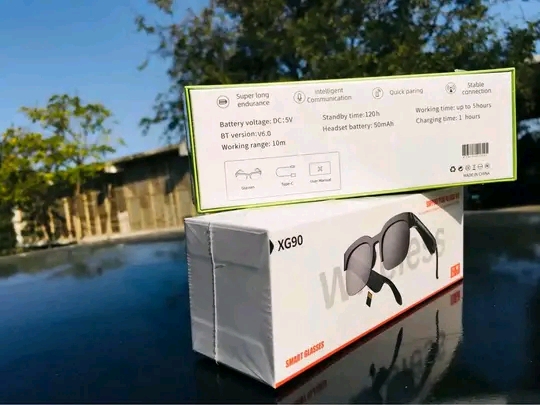 Super long
endurance
Intelligent
Communication
Quick pairing
Stable
connection
Battery voltage: DC:5V
BT version:V6.0
Working range: 10m
Standby time:120h
Headset battery: 50mAh
Working time: up to 5hours
Charging time: 1 hours
Glasses
Type-C
User Manual
MADE IN CHINA
XG90
Wireless
SMART GLASSES